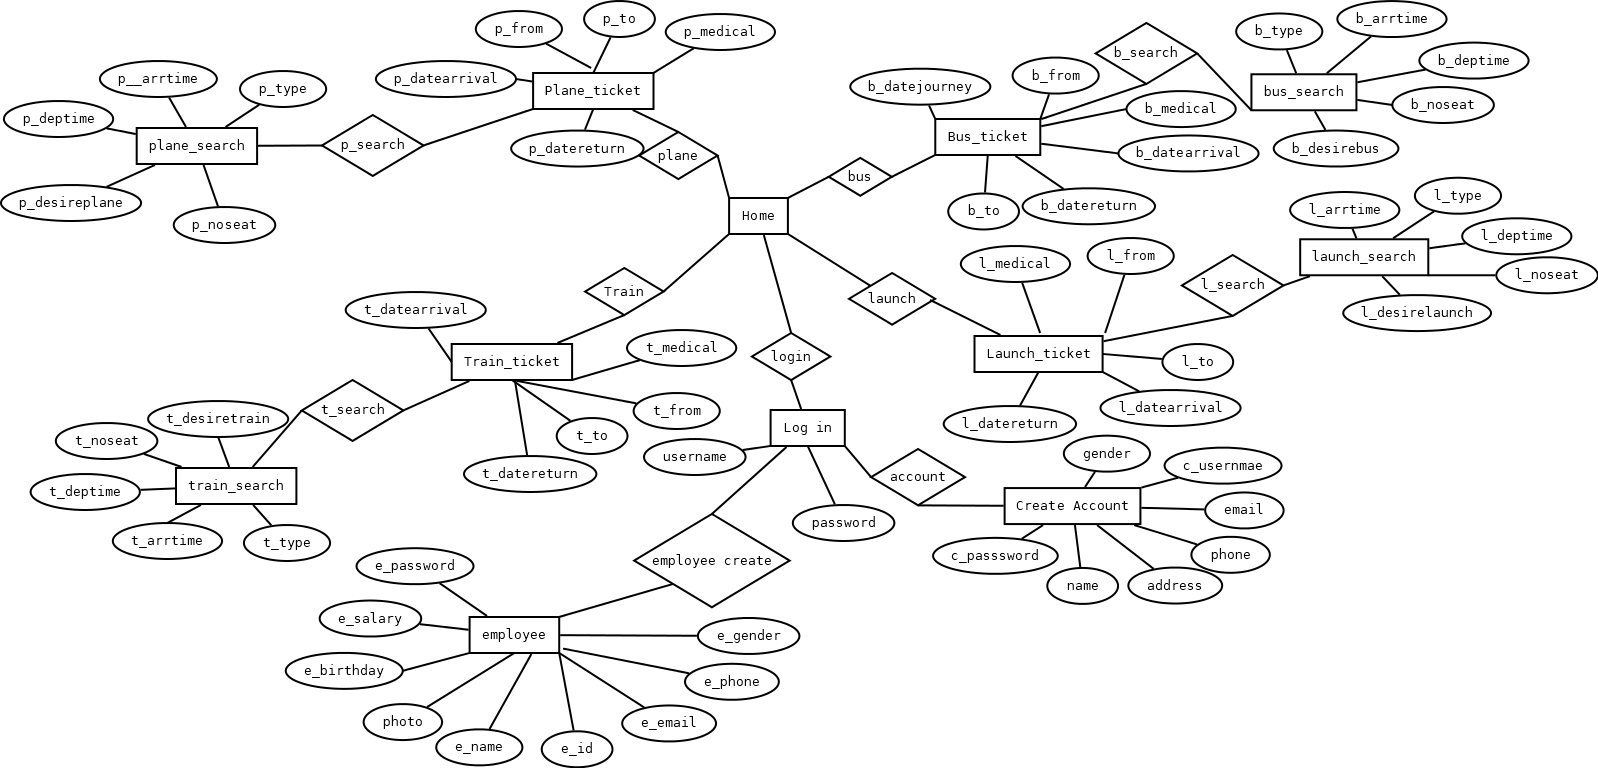 p_to
b_arrtime
p_from
p_medical
b_type
b_search
b_deptime
p__arrtime
p_datearrival
b_from
p_type
Plane_ticket
b_datejourney
bus_search
b_medical
b_noseat
p_deptime
plane_search
p_search
p_datereturn
plane
Bus_ticket
b_datearrival
b_desirebus
bus
p_desireplane
p_noseat
Home
b_to
b_datereturn
l_arrtime
l_type
l_deptime
l_medical
l_from
launch_search
l_noseat
l_search
Train
launch
t_datearrival
l_desirelaunch
t_medical
Train_ticket
login
Launch_ticket
l_to
t_search
t_from
l_datearrival
t_desiretrain
l_datereturn
t_noseat
t_to
Log in
username
gender
c_usernmae
t_datereturn
account
t_deptime
train_search
Create Account
email
password
t_arrtime
t_type
c_passsword
phone
e_password
employee create
name
address
e_salary
employee
e_gender
e_birthday
e_phone
photo
e_email
e_name
e_id